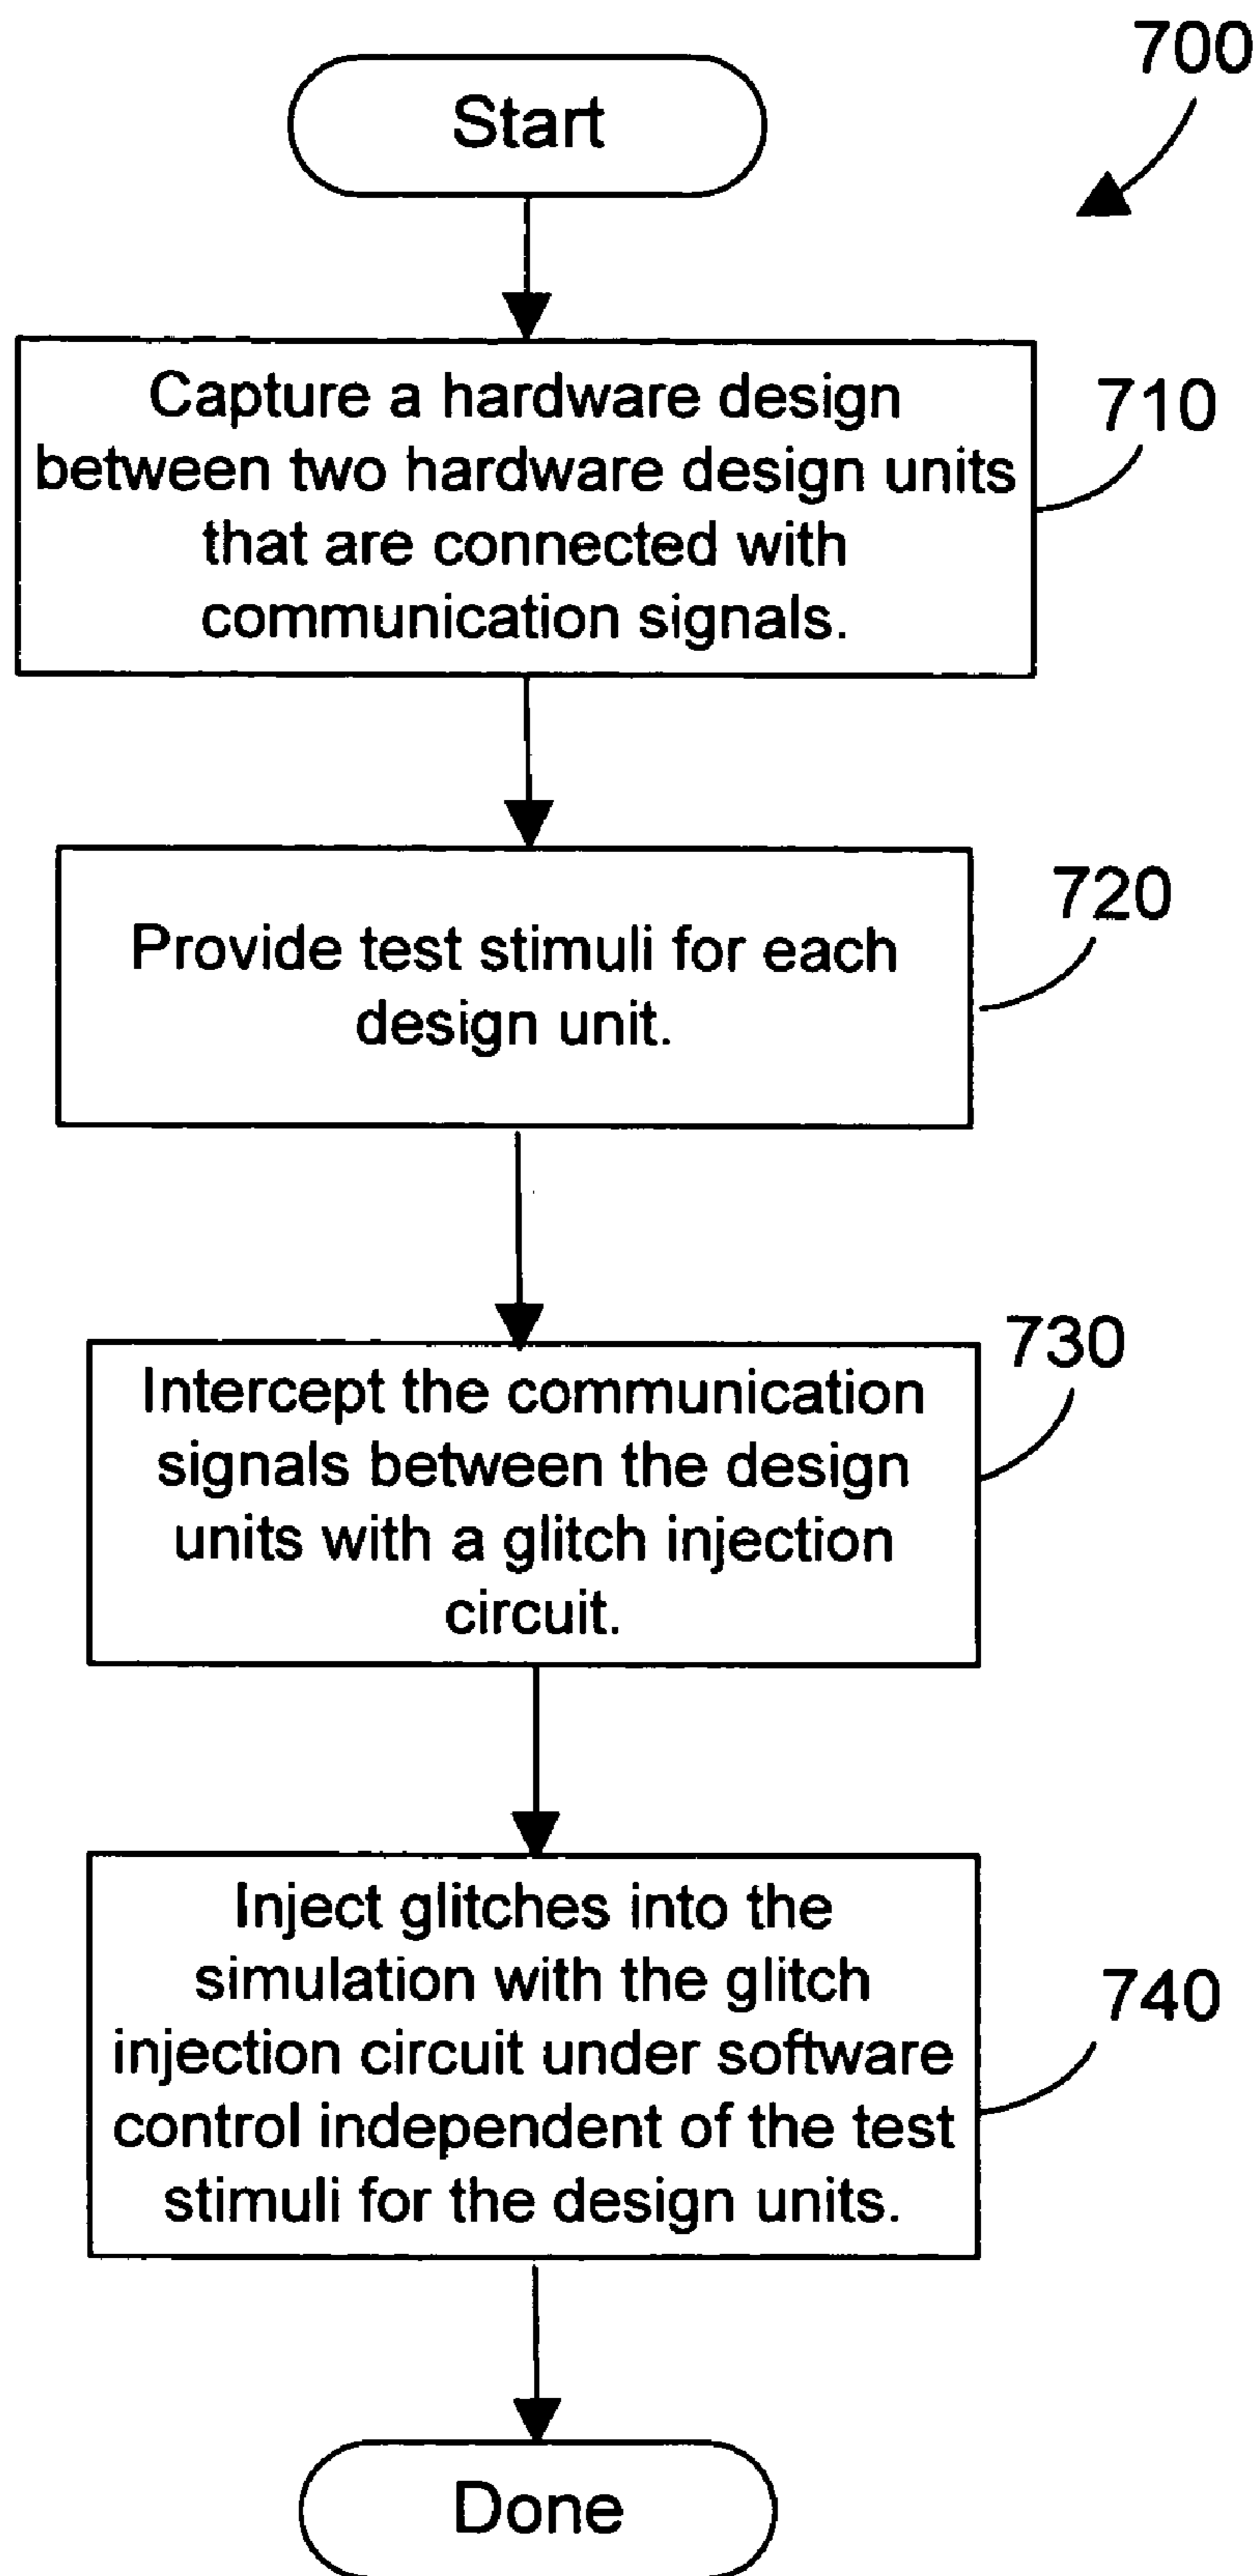 700
Start
Capture a hardware design
between two hardware design units
that are connected with
communication signals.
710
Provide test stimuli for each
design unit.
720
Intercept the communication
signals between the design
units with a glitch injection
circuit.
730
Inject glitches into the
simulation with the glitch
injection circuit under software
control independent of the test
stimuli for the design units.
740
Done